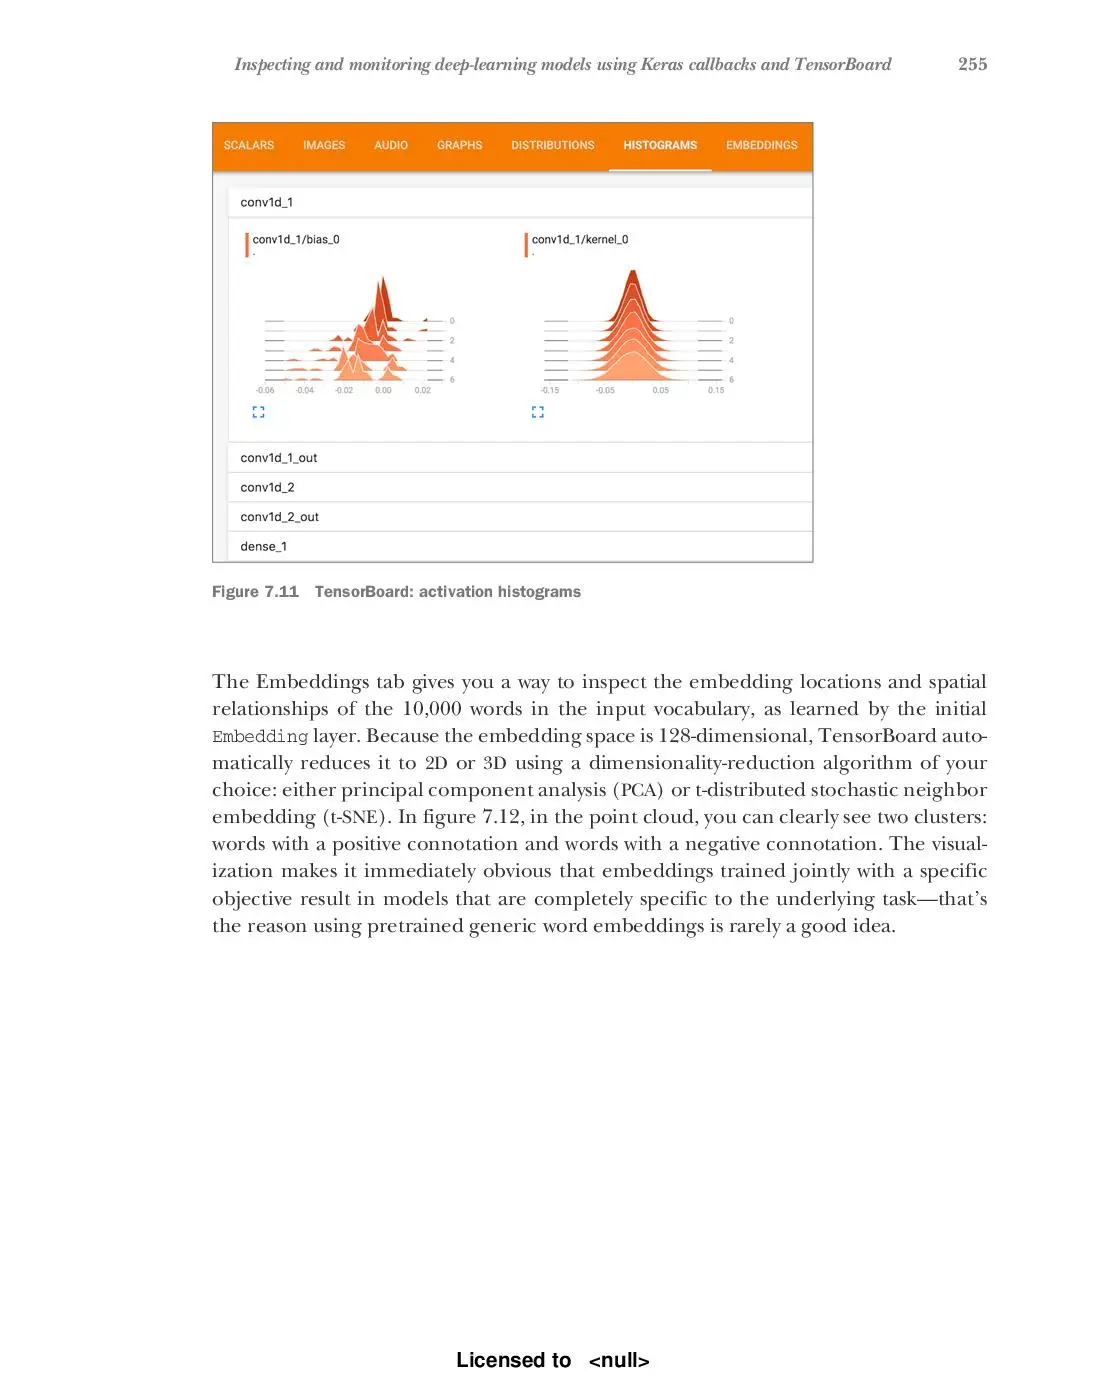 Inspecting and monitoring deep-learning models using Keras callbacks and TensorBoard 255
SCALARS IMAGES AUDIO GRAPHS DISTRIBUTIONS HISTOGRAMS EMBEDDINGS
conv1d_1
conv1d_1/bias_0 conv1d_1/kernel_0
. .
0 0
2 2
4 4
6 6
-0.06 -0.04 -0.02 0.00 0.02 -0.15 -0.05 0.05 0.15
conv1d_1_out
conv1d_2
conv1d_2_out
dense_1
Figure 7.11 TensorBoard: activation histograms
The Embeddings tab gives you a way to inspect the embedding locations and spatial
relationships of the 10,000 words in the input vocabulary, as learned by the initial
Embedding layer. Because the embedding space is 128-dimensional, TensorBoard auto-
matically reduces it to 2D or 3D using a dimensionality-reduction algorithm of your
choice: either principal component analysis (PCA) or t-distributed stochastic neighbor
embedding (t-SNE). In figure 7.12, in the point cloud, you can clearly see two clusters:
words with a positive connotation and words with a negative connotation. The visual-
ization makes it immediately obvious that embeddings trained jointly with a specific
objective result in models that are completely specific to the underlying task—that's
the reason using pretrained generic word embeddings is rarely a good idea.
Licensed to <null>